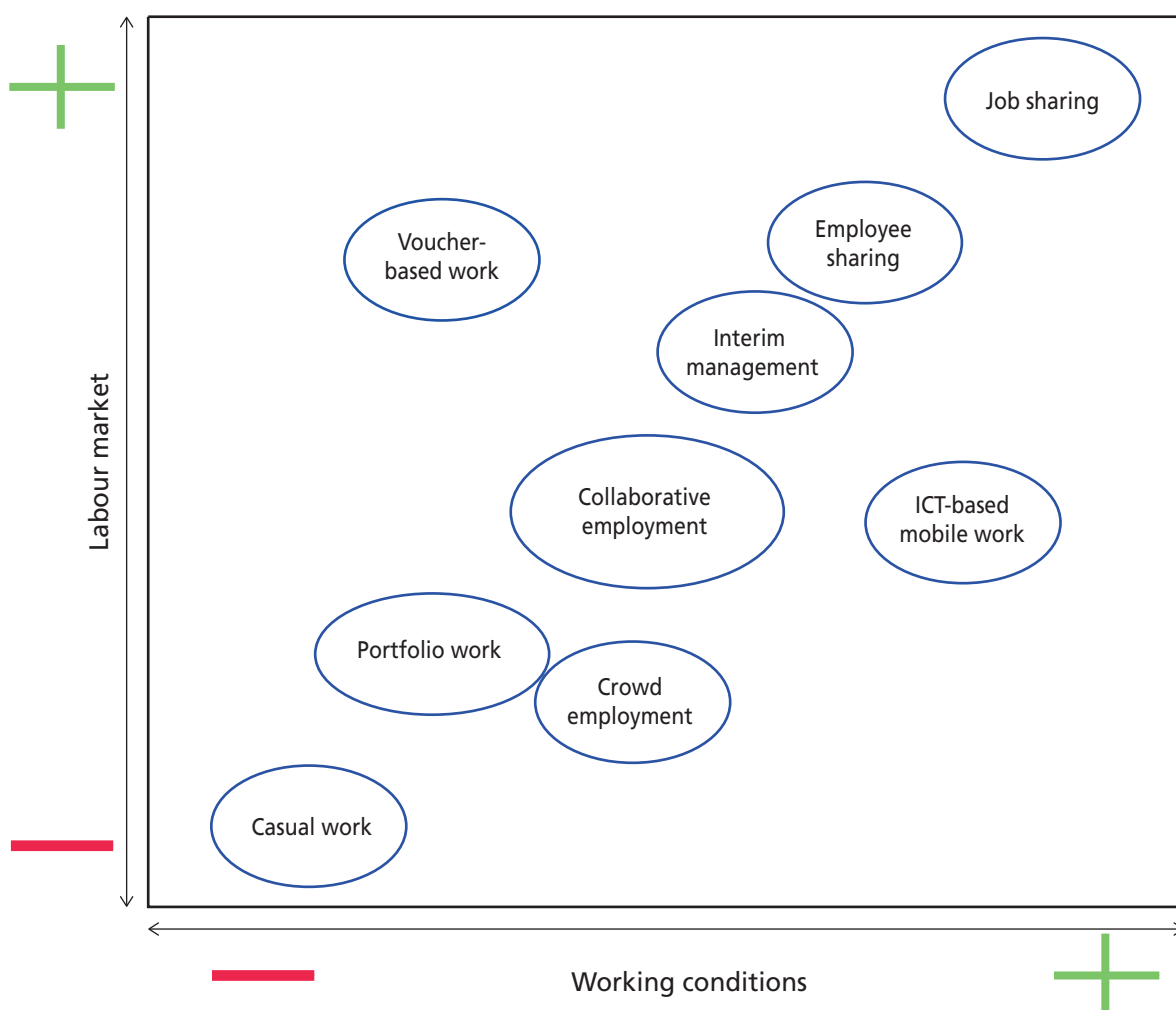 Job sharing
Employee
sharing
Voucher-
based work
Interim
management
Labour market
Collaborative
employment
ICT-based
mobile work
Portfolio work
Crowd
employment
Casual work
Working conditions